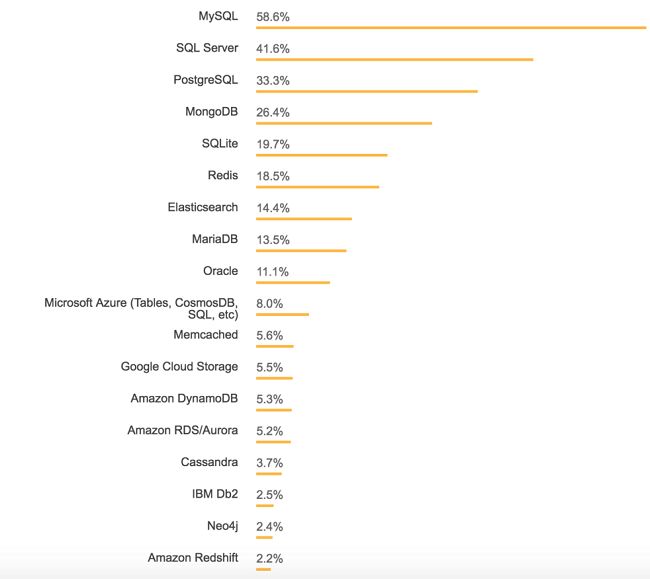 MySQL 58.6%
SQL Server 41.6%
PostgreSQL 33.3%
MongoDB 26.4%
SQLite 19.7%
Redis 18.5%
Elasticsearch 14.4%
MariaDB 13.5%
Oracle 11.1%
Microsoft Azure (Tables, CosmosDB, 8.0%
SQL, etc)
Memcached 5.6%
Google Cloud Storage 5.5%
Amazon DynamoDB 5.3%
Amazon RDS/Aurora 5.2%
Cassandra 3.7%
IBM Db2 2.5%
Neo4j 2.4%
Amazon Redshift 2.2%